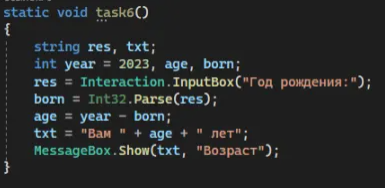 static void task6()
{
string res, txt;
int year = 2023, age, born;
res = Interaction.InputBox("Год рождения:");
born = Int32.Parse(res);
age = year - born;
txt = "Вам " + age + " лет";
MessageBox.Show(txt, "Возраст");
}